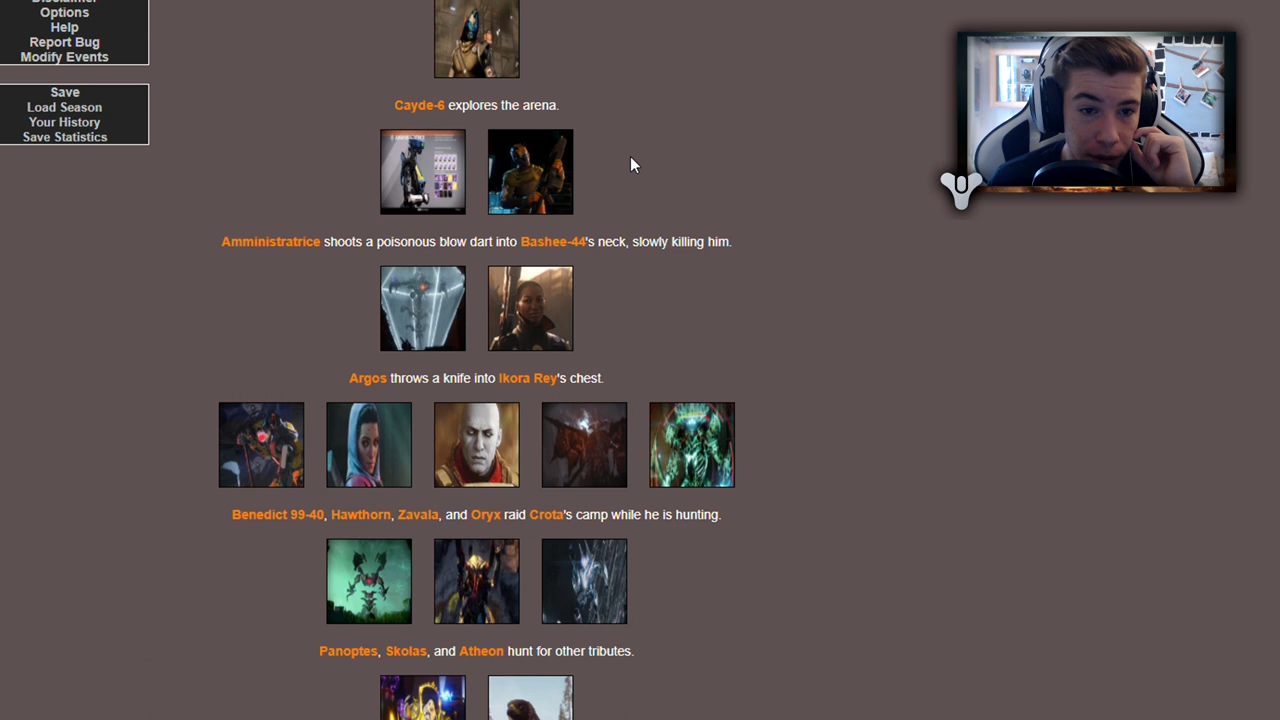 Disclaimer
Options
Help
Report Bug
Modify Events
Save
Load Season
Your History
Save Statistics
Cayde-6 explores the arena.
Amministratrice shoots a poisonous blow dart into Bashee-44's neck, slowly killing him.
Argos throws a knife into Ikora Rey's chest.
Benedict 99-40, Hawthorn, Zavala, and Oryx raid Crota's camp while he is hunting.
Panoptes, Skolas, and Atheon hunt for other tributes.